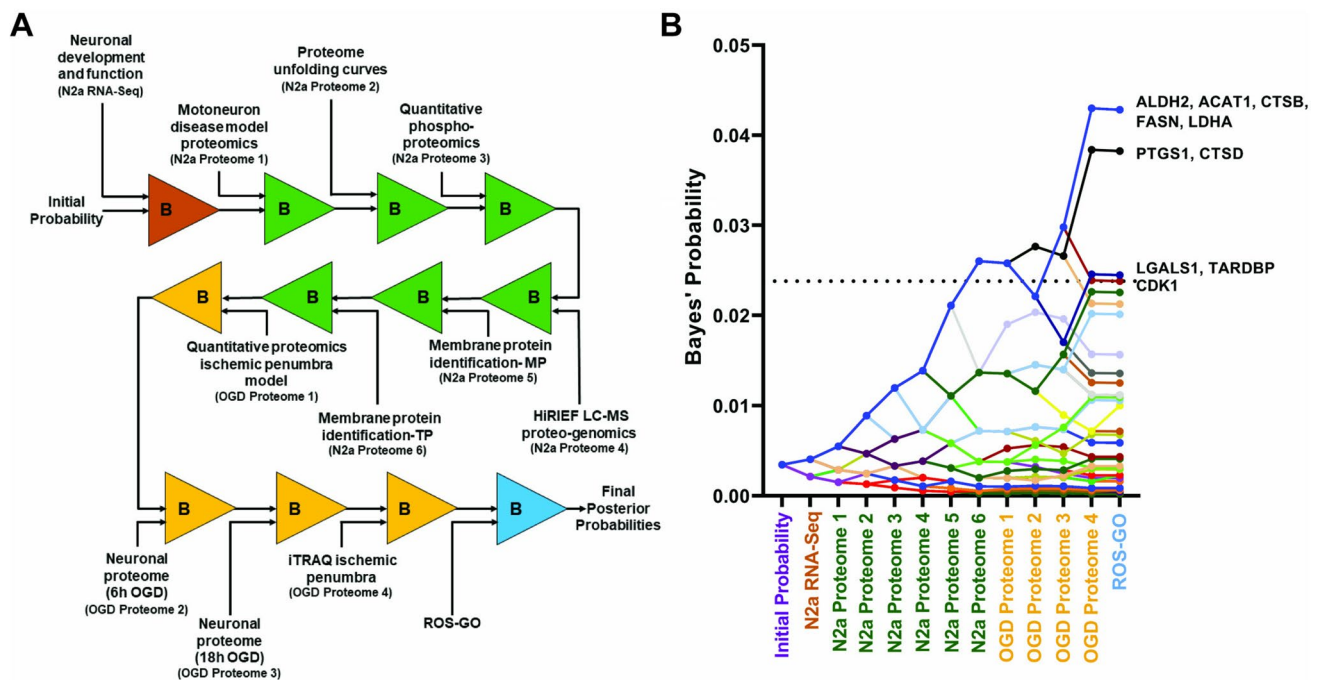 A
Neuronal
development
and function
(N2a RNA-Seq)
Proteome
unfolding curves
(N2a Proteome 2)
Motoneuron
disease model
proteomics
(N2a Proteome 1)
Quantitative
phospho-
proteomics
(N2a Proteome 3)
Initial
Probability
B
B
B
B
B
B
B
B
Quantitative proteomics
ischemic penumbra
model
(OGD Proteome 1)
Membrane protein
identification-MP
(N2a Proteome 5)
Membrane protein
identification-TP
(N2a Proteome 6)
HiRIEF LC-MS
proteo-genomics
(N2a Proteome 4)
B
B
B
B
Final
Posterior
Probabilities
Neuronal
proteome
(6h OGD)
(OGD Proteome 2)
iTRAQ ischemic
penumbra
(OGD Proteome 4)
Neuronal
proteome
(18h OGD)
(OGD Proteome 3)
ROS-GO
B
Bayes' Probability
0.05
0.04
0.03
0.02
0.01
0.00
ALDH2, ACAT1, CTSB,
FASN, LDHA
PTGS1, CTSD
LGALS1, TARDBP
CDK1
Initial Probability
N2a RNA-Seq
N2a Proteome 1
N2a Proteome 2
N2a Proteome 3
N2a Proteome 4
N2a Proteome 5
N2a Proteome 6
OGD Proteome 1
OGD Proteome 2
OGD Proteome 3
OGD Proteome 4
ROS-GO